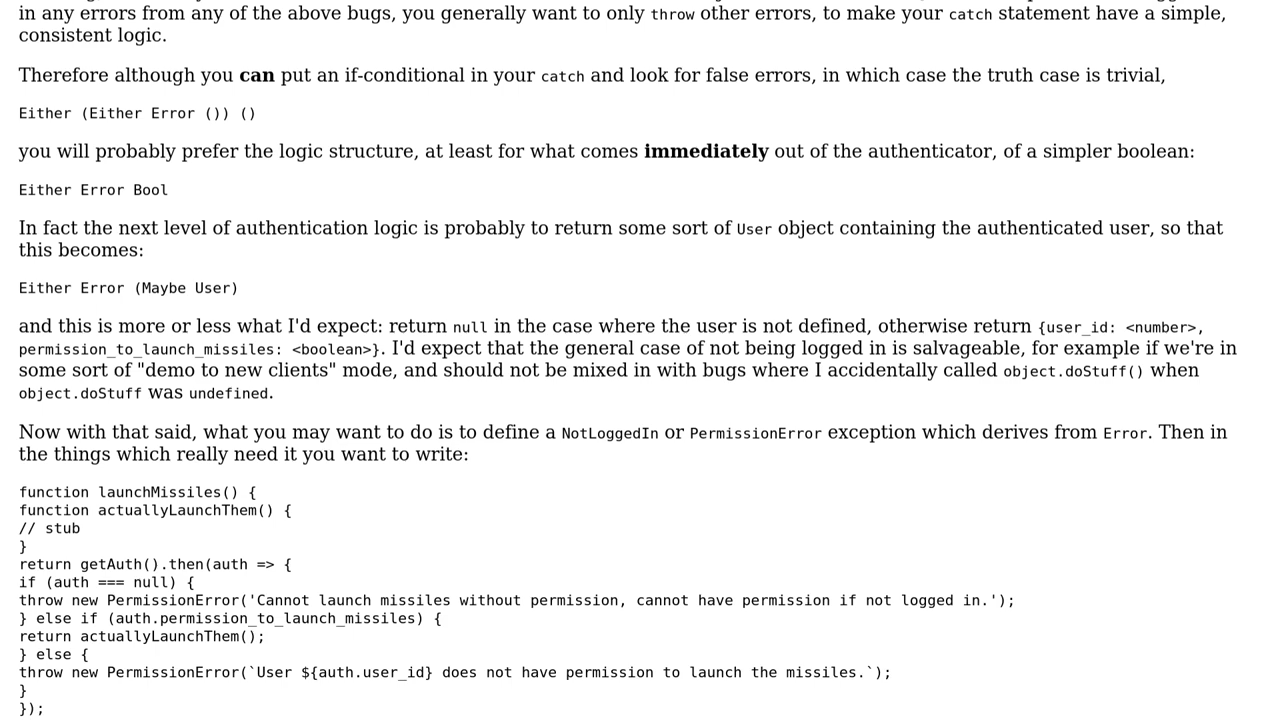 in any errors from any of the above bugs, you generally want to only throw other errors, to make your catch statement have a simple,
consistent logic.
Therefore although you can put an if-conditional in your catch and look for false errors, in which case the truth case is trivial,
Either (Either Error ()) ()
you will probably prefer the logic structure, at least for what comes immediately out of the authenticator, of a simpler boolean:
Either Error Bool
In fact the next level of authentication logic is probably to return some sort of User object containing the authenticated user, so that
this becomes:
Either Error (Maybe User)
and this is more or less what I'd expect: return null in the case where the user is not defined, otherwise return {user_id: <number>,
permission_to_launch_missiles: <boolean>}. I'd expect that the general case of not being logged in is salvageable, for example if we're in
some sort of "demo to new clients" mode, and should not be mixed in with bugs where I accidentally called object.doStuff() when
object.doStuff was undefined.
Now with that said, what you may want to do is to define a NotLoggedIn or PermissionError exception which derives from Error. Then in
the things which really need it you want to write:
function launchMissiles() {
function actuallyLaunchThem() {
// stub
}
return getAuth().then(auth => {
if (auth === null) {
throw new PermissionError('Cannot launch missiles without permission, cannot have permission if not logged in.');
} else if (auth.permission_to_launch_missiles) {
return actuallyLaunchThem();
} else {
throw new PermissionError(`User ${auth.user_id} does not have permission to launch the missiles.`);
}
});